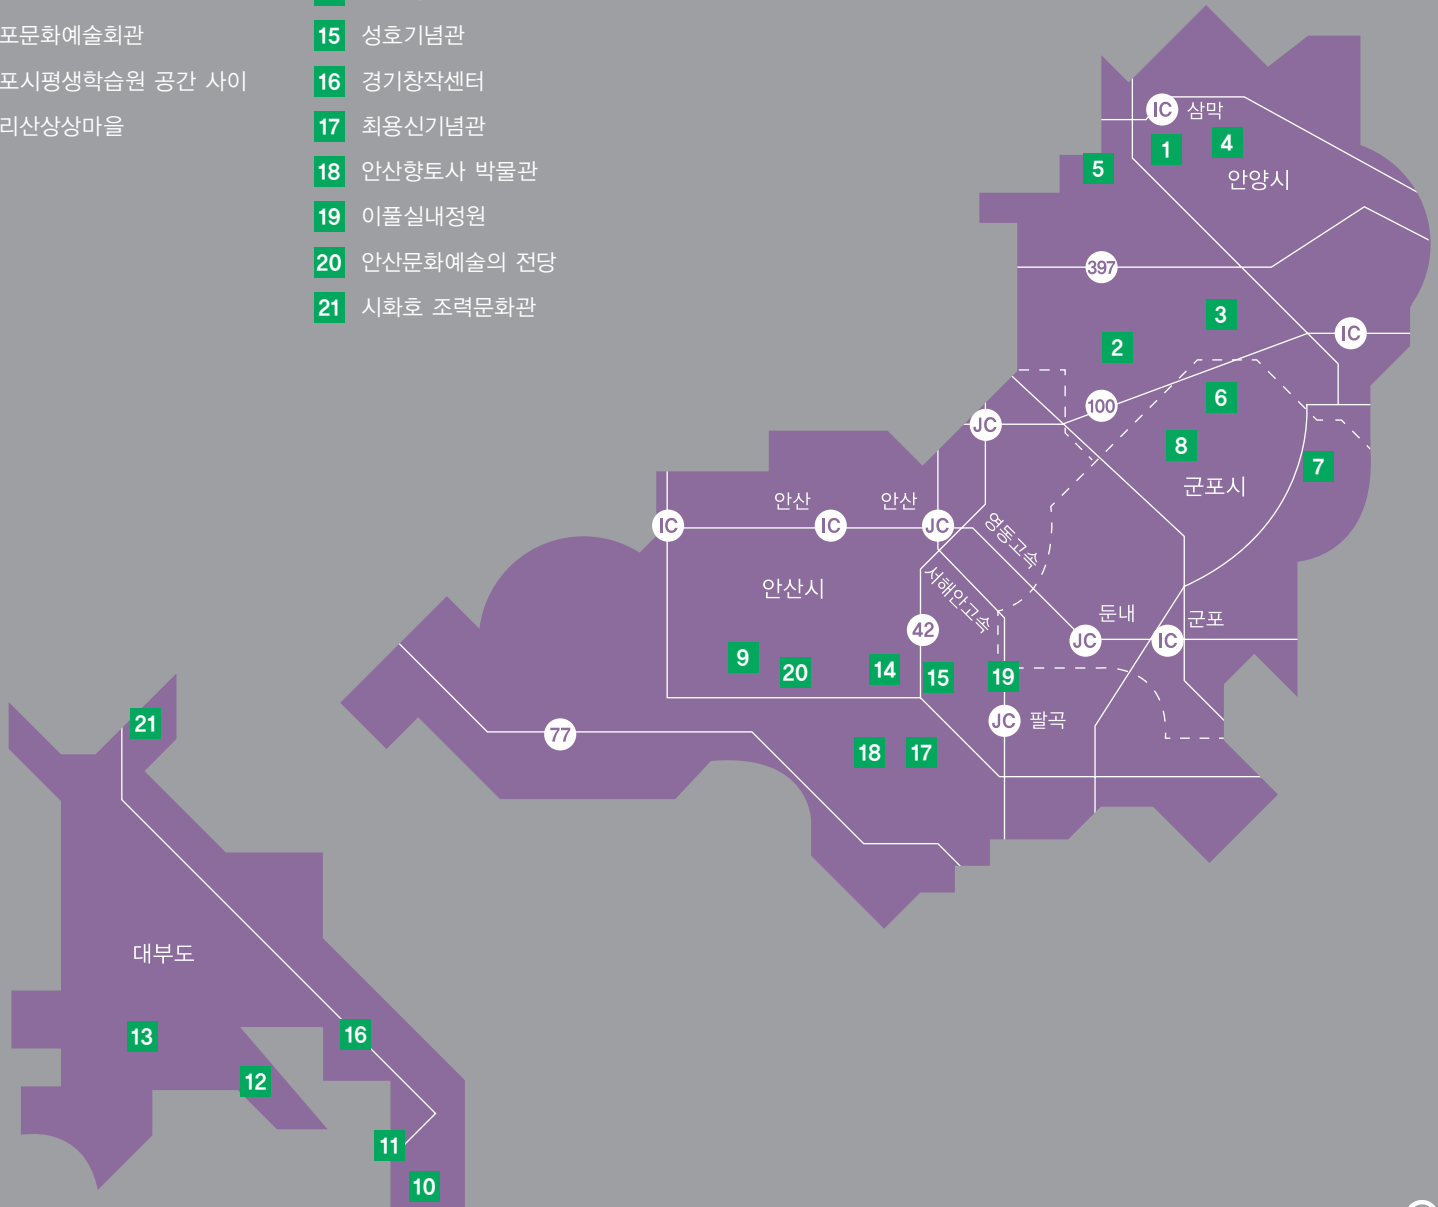 포문화예술회관
포시평생학습원 공간 사이
리산상상마을
15 성호기념관
16 경기창작센터
17 최용신기념관
18 안산향토사 박물관
19 이풀실내정원
20 안산문화예술의 전당
21 시화호 조력문화관
IC 삼막
1
4
5
안양시
397
3
2
IC
100
6
JC
8
7
군포시
안산
안산
IC
IC
JC
영동고속
안산시
서해안고속
42
둔내
군포
JC
IC
9
20
14
15
19
21
JC 팔곡
77
18
17
대부도
13
16
12
11
10